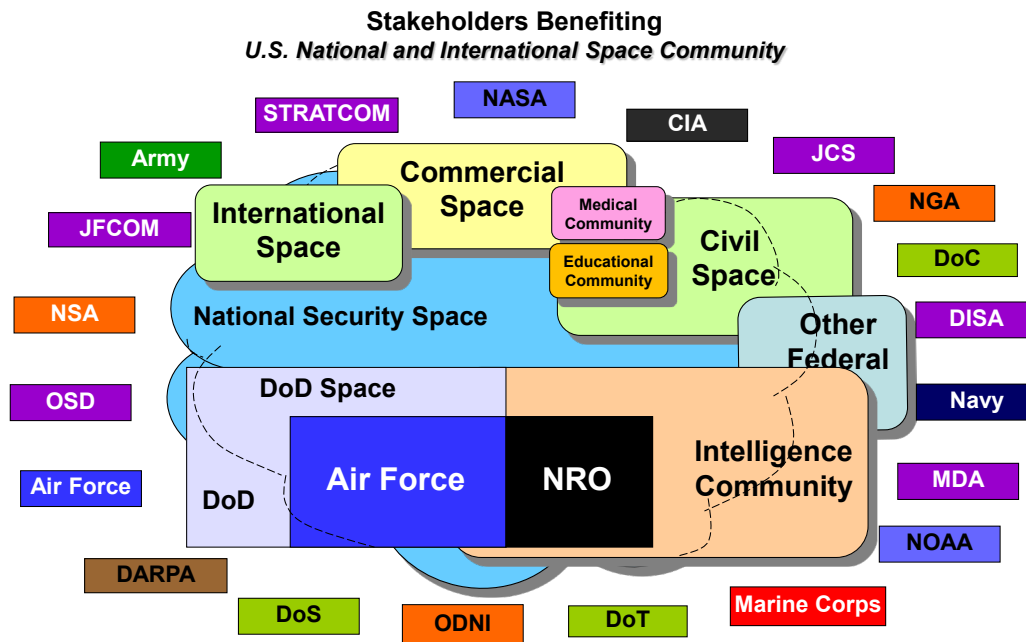 Stakeholders Benefiting
U.S. National and International Space Community
NASA
STRATCOM
CIA
Army
JCS
Commercial
Space
International
Space
Medical
Community
NGA
JFCOM
Civil
Space
Educational
Community
DoC
NSA
National Security Space
Other
Federal
DISA
DoD Space
OSD
Navy
Air Force
NRO
Intelligence
Community
Air Force
DoD
MDA
NOAA
DARPA
DoS
ODNI
DoT
Marine Corps